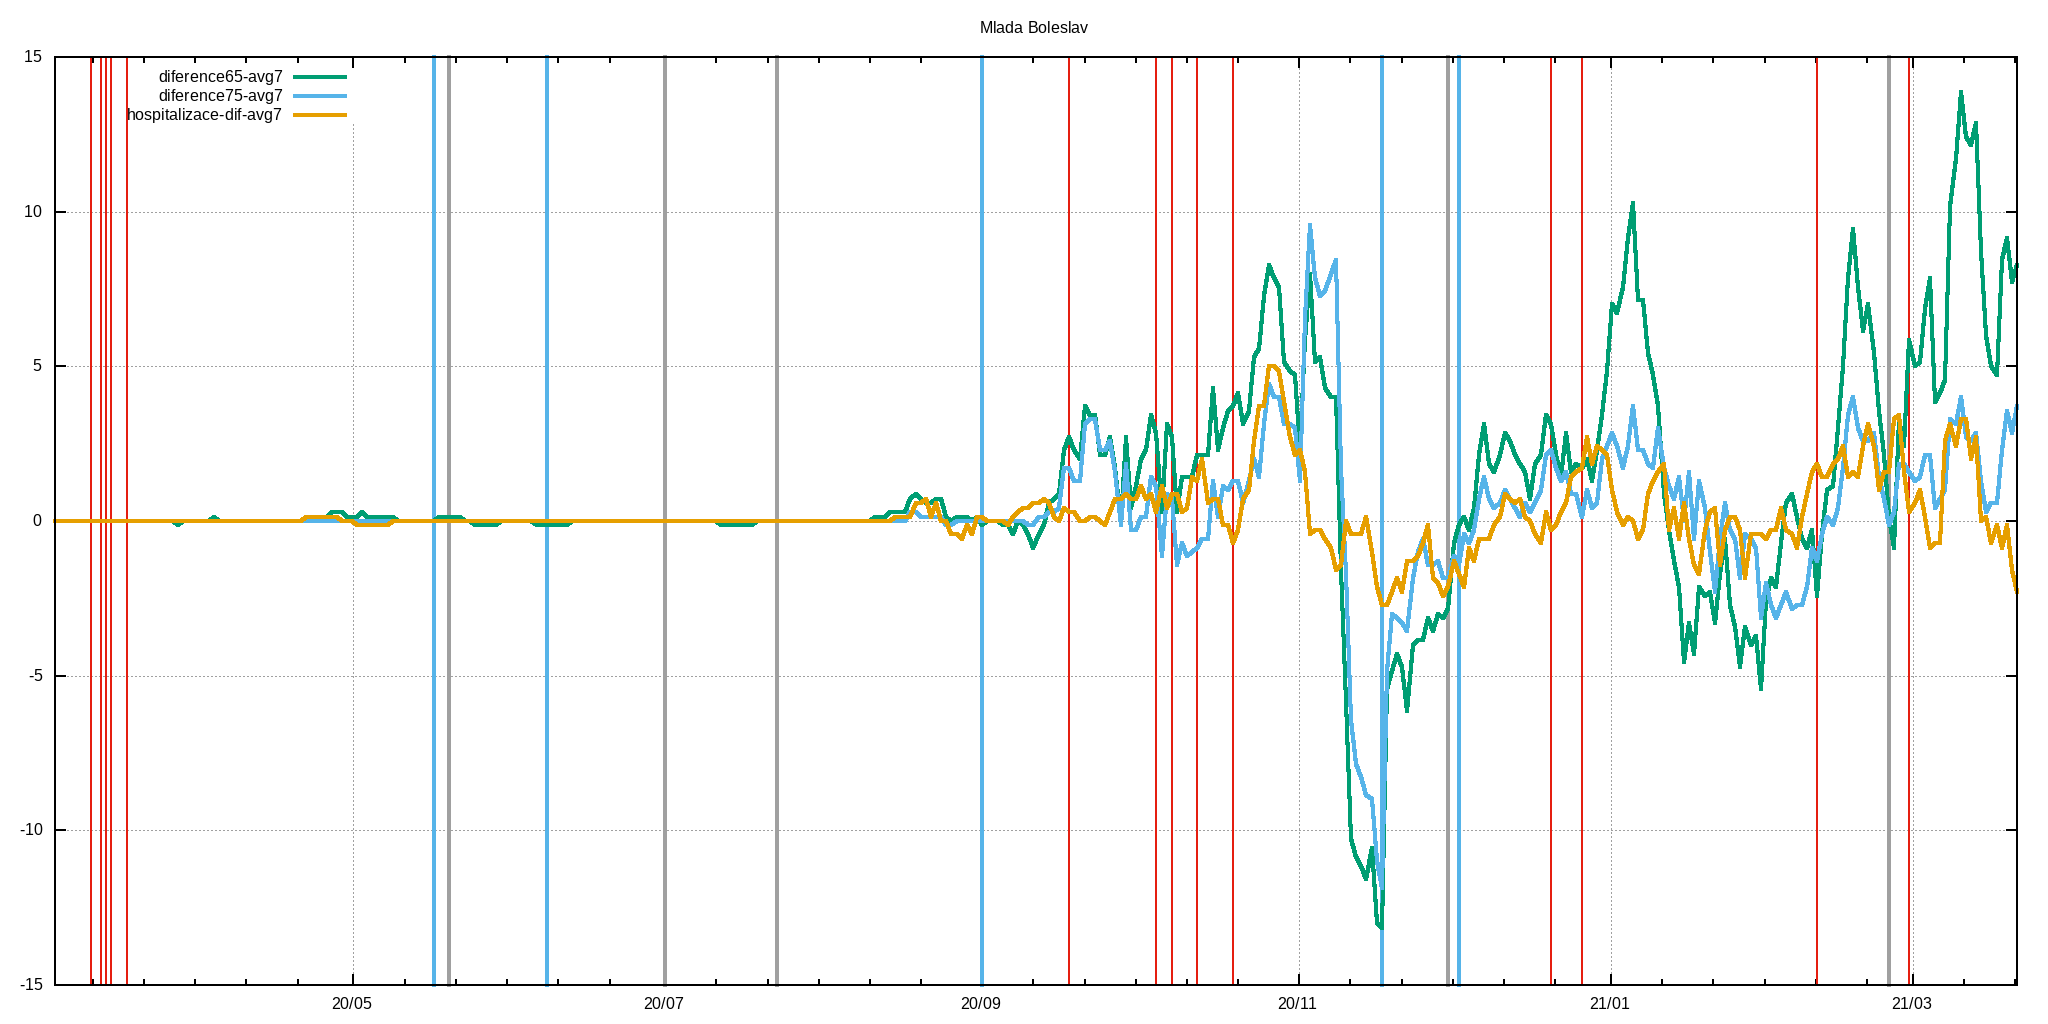 Mlada Boleslav
15
diference65-avg7
diference75-avg7
hospitalizace-dif-avg7
10
5
0
-5
-10
-15
20/05 20/07 20/09 20/11 21/01 21/03